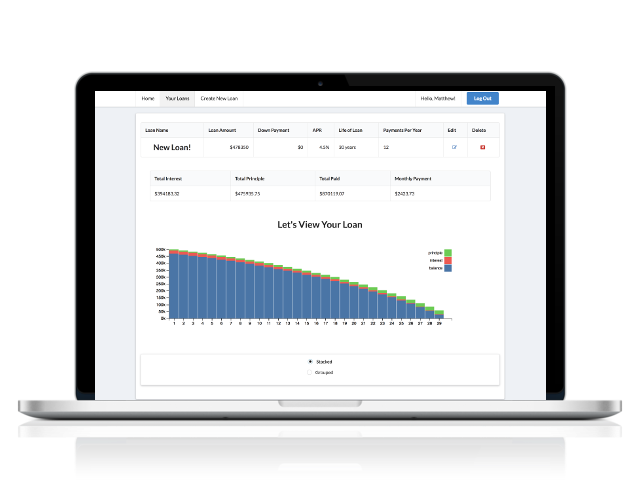 Home Your Loans Create New Loan Hello, Matthew! Log Out
Loan Name Loan Amount Down Payment APR Life of Loan Payments Per Year Edit Delete
New Loan! $478350 $0 4.5% 30 years 12
Total Interest Total Principle Total Paid Monthly Payment
$394183.32 $475935.75 $870119.07 $2423.73
Let's View Your Loan
500k
450k
400k
350k
300k
250k
200k
150k
100k
50k
0k
principle
interest
balance
1 2 3 4 5 6 7 8 9 10 11 12 13 14 15 16 17 18 19 20 21 22 23 24 25 26 27 28 29
Stacked
Grouped